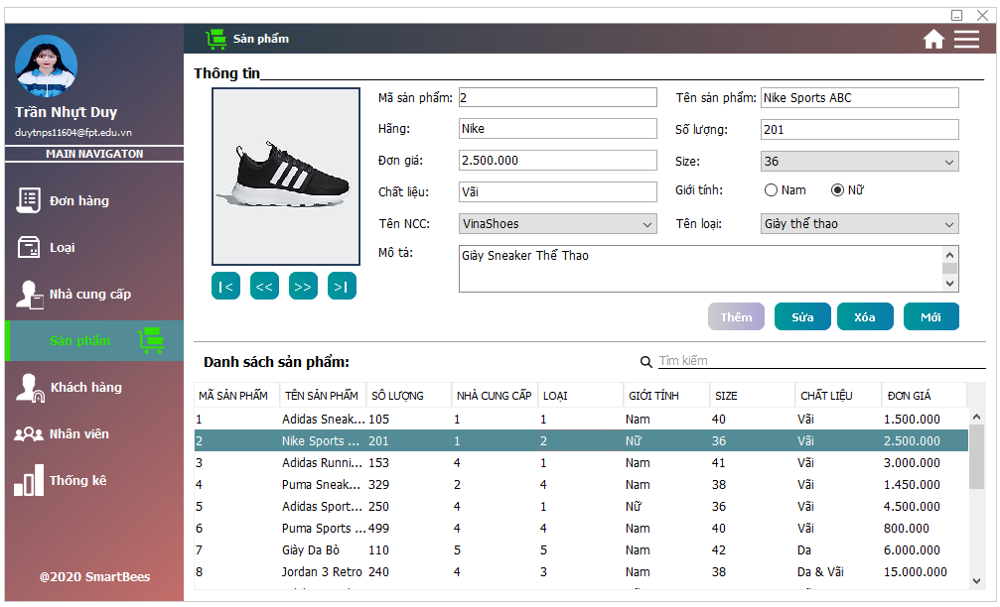 Sản phẩm
Trần Nhựt Duy
duytnps11604@fpt.edu.vn
MAIN NAVIGATON
Đơn hàng
Loại
Nhà cung cấp
Sản phẩm
Khách hàng
Nhân viên
Thống kê
@2020 SmartBees
Thông tin
Mã sản phẩm: 2 Tên sản phẩm: Nike Sports ABC
Hãng: Nike Số lượng: 201
Đơn giá: 2.500.000 Size: 36
Chất liệu: Vãi Giới tính: Nam Nữ
Tên NCC: VinaShoes Tên loại: Giày thể thao
Mô tả: Giày Sneaker Thể Thao
|< << >> >|
Thêm Sửa Xóa Mới
Danh sách sản phẩm: Tìm kiếm
MÃ SẢN PHẨM TÊN SẢN PHẨM SỐ LƯỢNG NHÀ CUNG CẤP LOẠI GIỚI TÍNH SIZE CHẤT LIỆU ĐƠN GIÁ
1 Adidas Sneak... 105 1 1 Nam 40 Vãi 1.500.000
2 Nike Sports ... 201 1 2 Nữ 36 Vãi 2.500.000
3 Adidas Runni... 153 4 1 Nam 41 Vãi 3.000.000
4 Puma Sneak... 329 2 4 Nam 38 Vãi 1.450.000
5 Adidas Sport... 250 4 1 Nữ 36 Vãi 4.500.000
6 Puma Sports ... 499 4 4 Nam 40 Vãi 800.000
7 Giày Da Bò 110 5 5 Nam 42 Da 6.000.000
8 Jordan 3 Retro 240 4 3 Nam 38 Da & Vãi 15.000.000